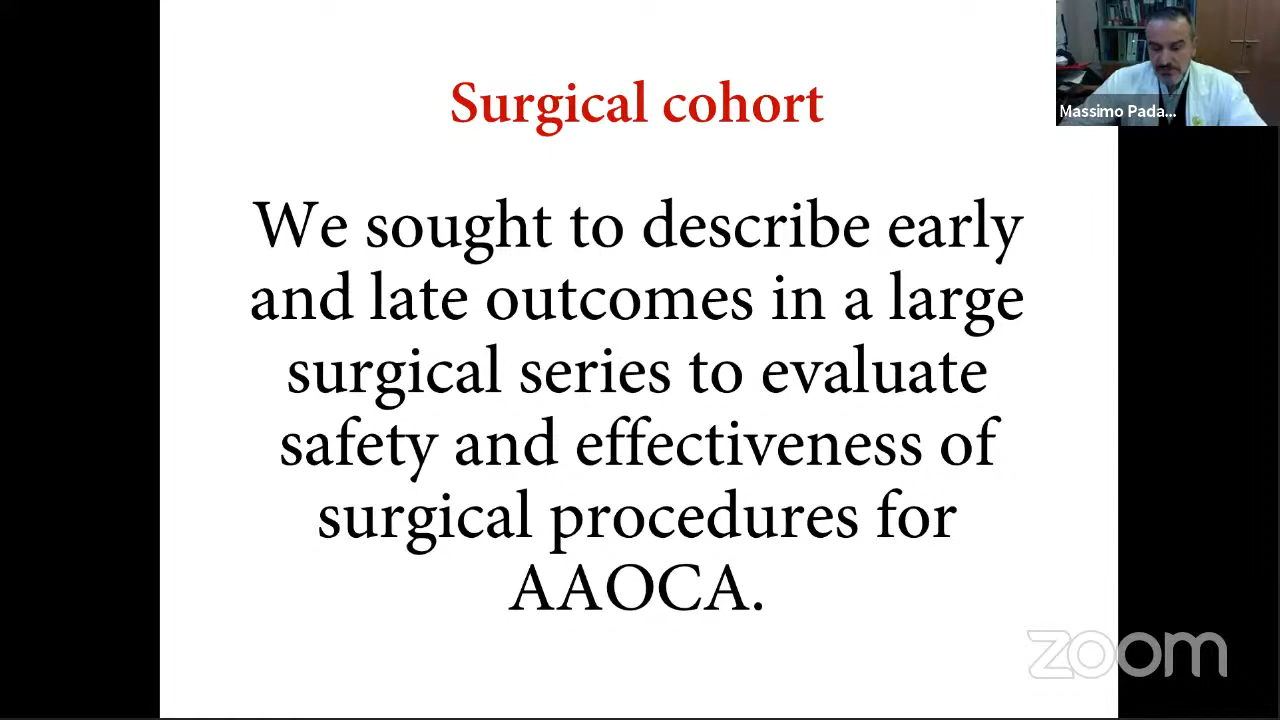 Surgical cohort
We sought to describe early
and late outcomes in a large
surgical series to evaluate
safety and effectiveness of
surgical procedures for
AAOCA.
Massimo Pada...
zoom